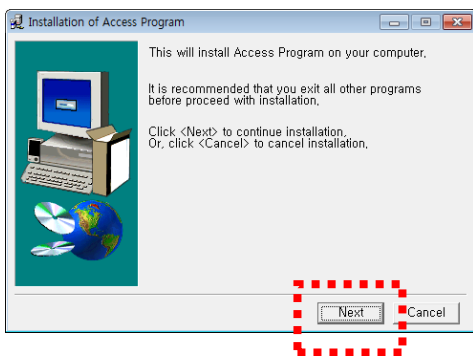 Installation of Access Program
This will install Access Program on your computer,
It is recommended that you exit all other programs
before proceed with installation,
Click <Next> to continue installation,
Or, click <Cancel> to cancel installation,
Next
Cancel